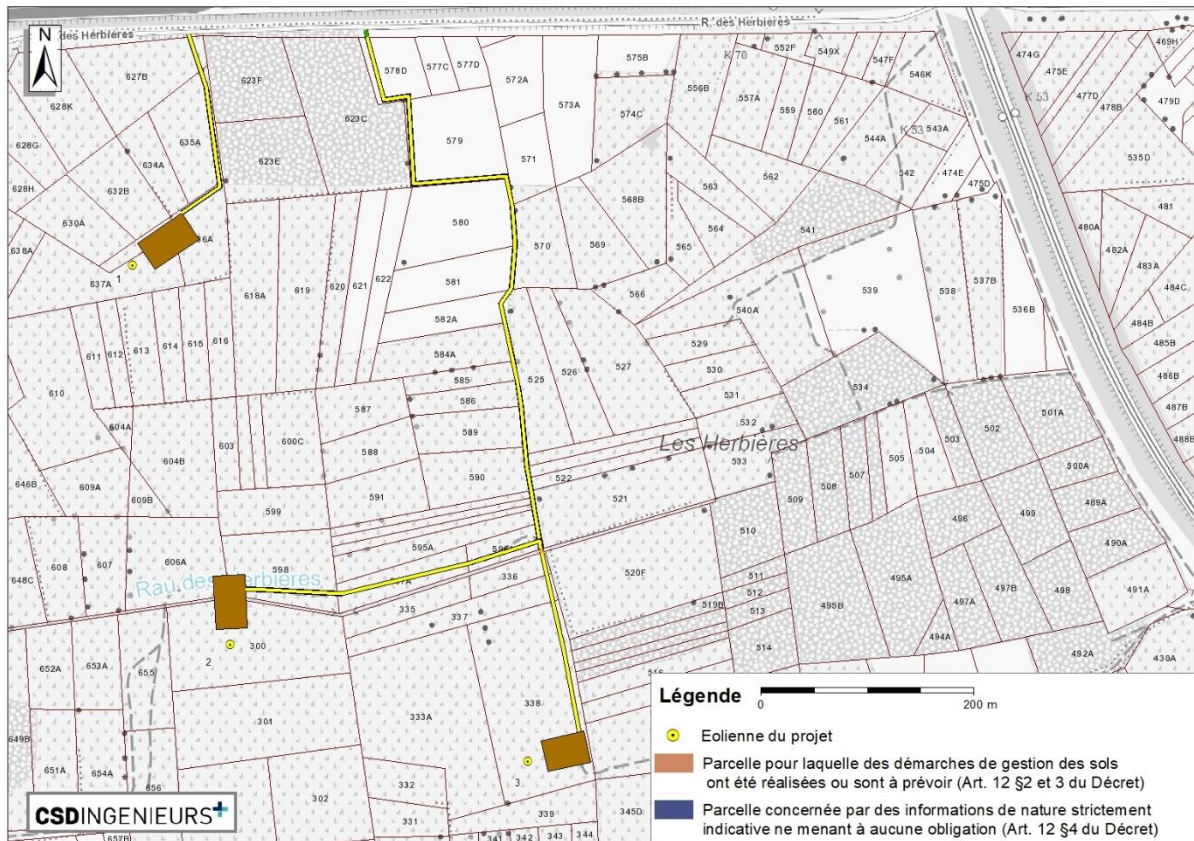 N
des Herbières
R. des Herbières
578D
577C
577D
572A
575B
552F
549X
547F
546K
474G
475E
469H
627B
623F
K 70
K 53
628K
623C
573A
574C
556B
557A
559
560
561
477D
478B
479D
635A
579
544A
K 53
543A
628G
634A
623E
571
542
474E
475D
535D
628H
632B
563
562
568B
630A
580
564
541
481
480A
638A
570
569
565
482A
637A
1
581
483A
484C
618A
619
620
621
622
566
539
538
537B
536B
582A
540A
484B
611
612
613
614
615
616
584A
529
485B
610
585
525
526
527
530
534
486B
586
531
487B
604A
587
532
501A
488B
603
600C
589
Les Herbières
502
604B
588
533
503
504
505
507
508
509
500A
646B
609A
609B
590
522
521
591
489A
599
510
496
499
490A
595A
648C
608
607
606A
598
336
520F
511
495A
497B
498
491A
Rau des Herbières
335
337
512
513
519B
495B
497A
494A
514
492A
430A
652A
653A
655
2
300
516
338
301
333A
649B
651A
654A
656
332
3
302
339
331
341
342
343
344
345D
657B
CSDINGENIEURS+
Légende
0
200 m
Eolienne du projet
Parcelle pour laquelle des démarches de gestion des sols
ont été réalisées ou sont à prévoir (Art. 12 §2 et 3 du Décret)
Parcelle concernée par des informations de nature strictement
indicative ne menant à aucune obligation (Art. 12 §4 du Décret)